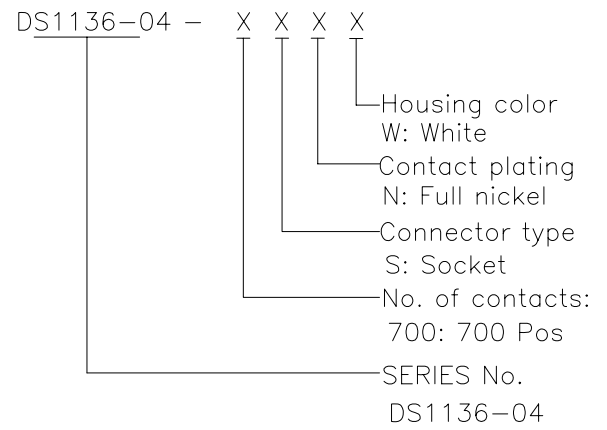 DS1136-04 - X X X X
Housing color
W: White
Contact plating
N: Full nickel
Connector type
S: Socket
No. of contacts:
700: 700 Pos
SERIES No.
DS1136-04